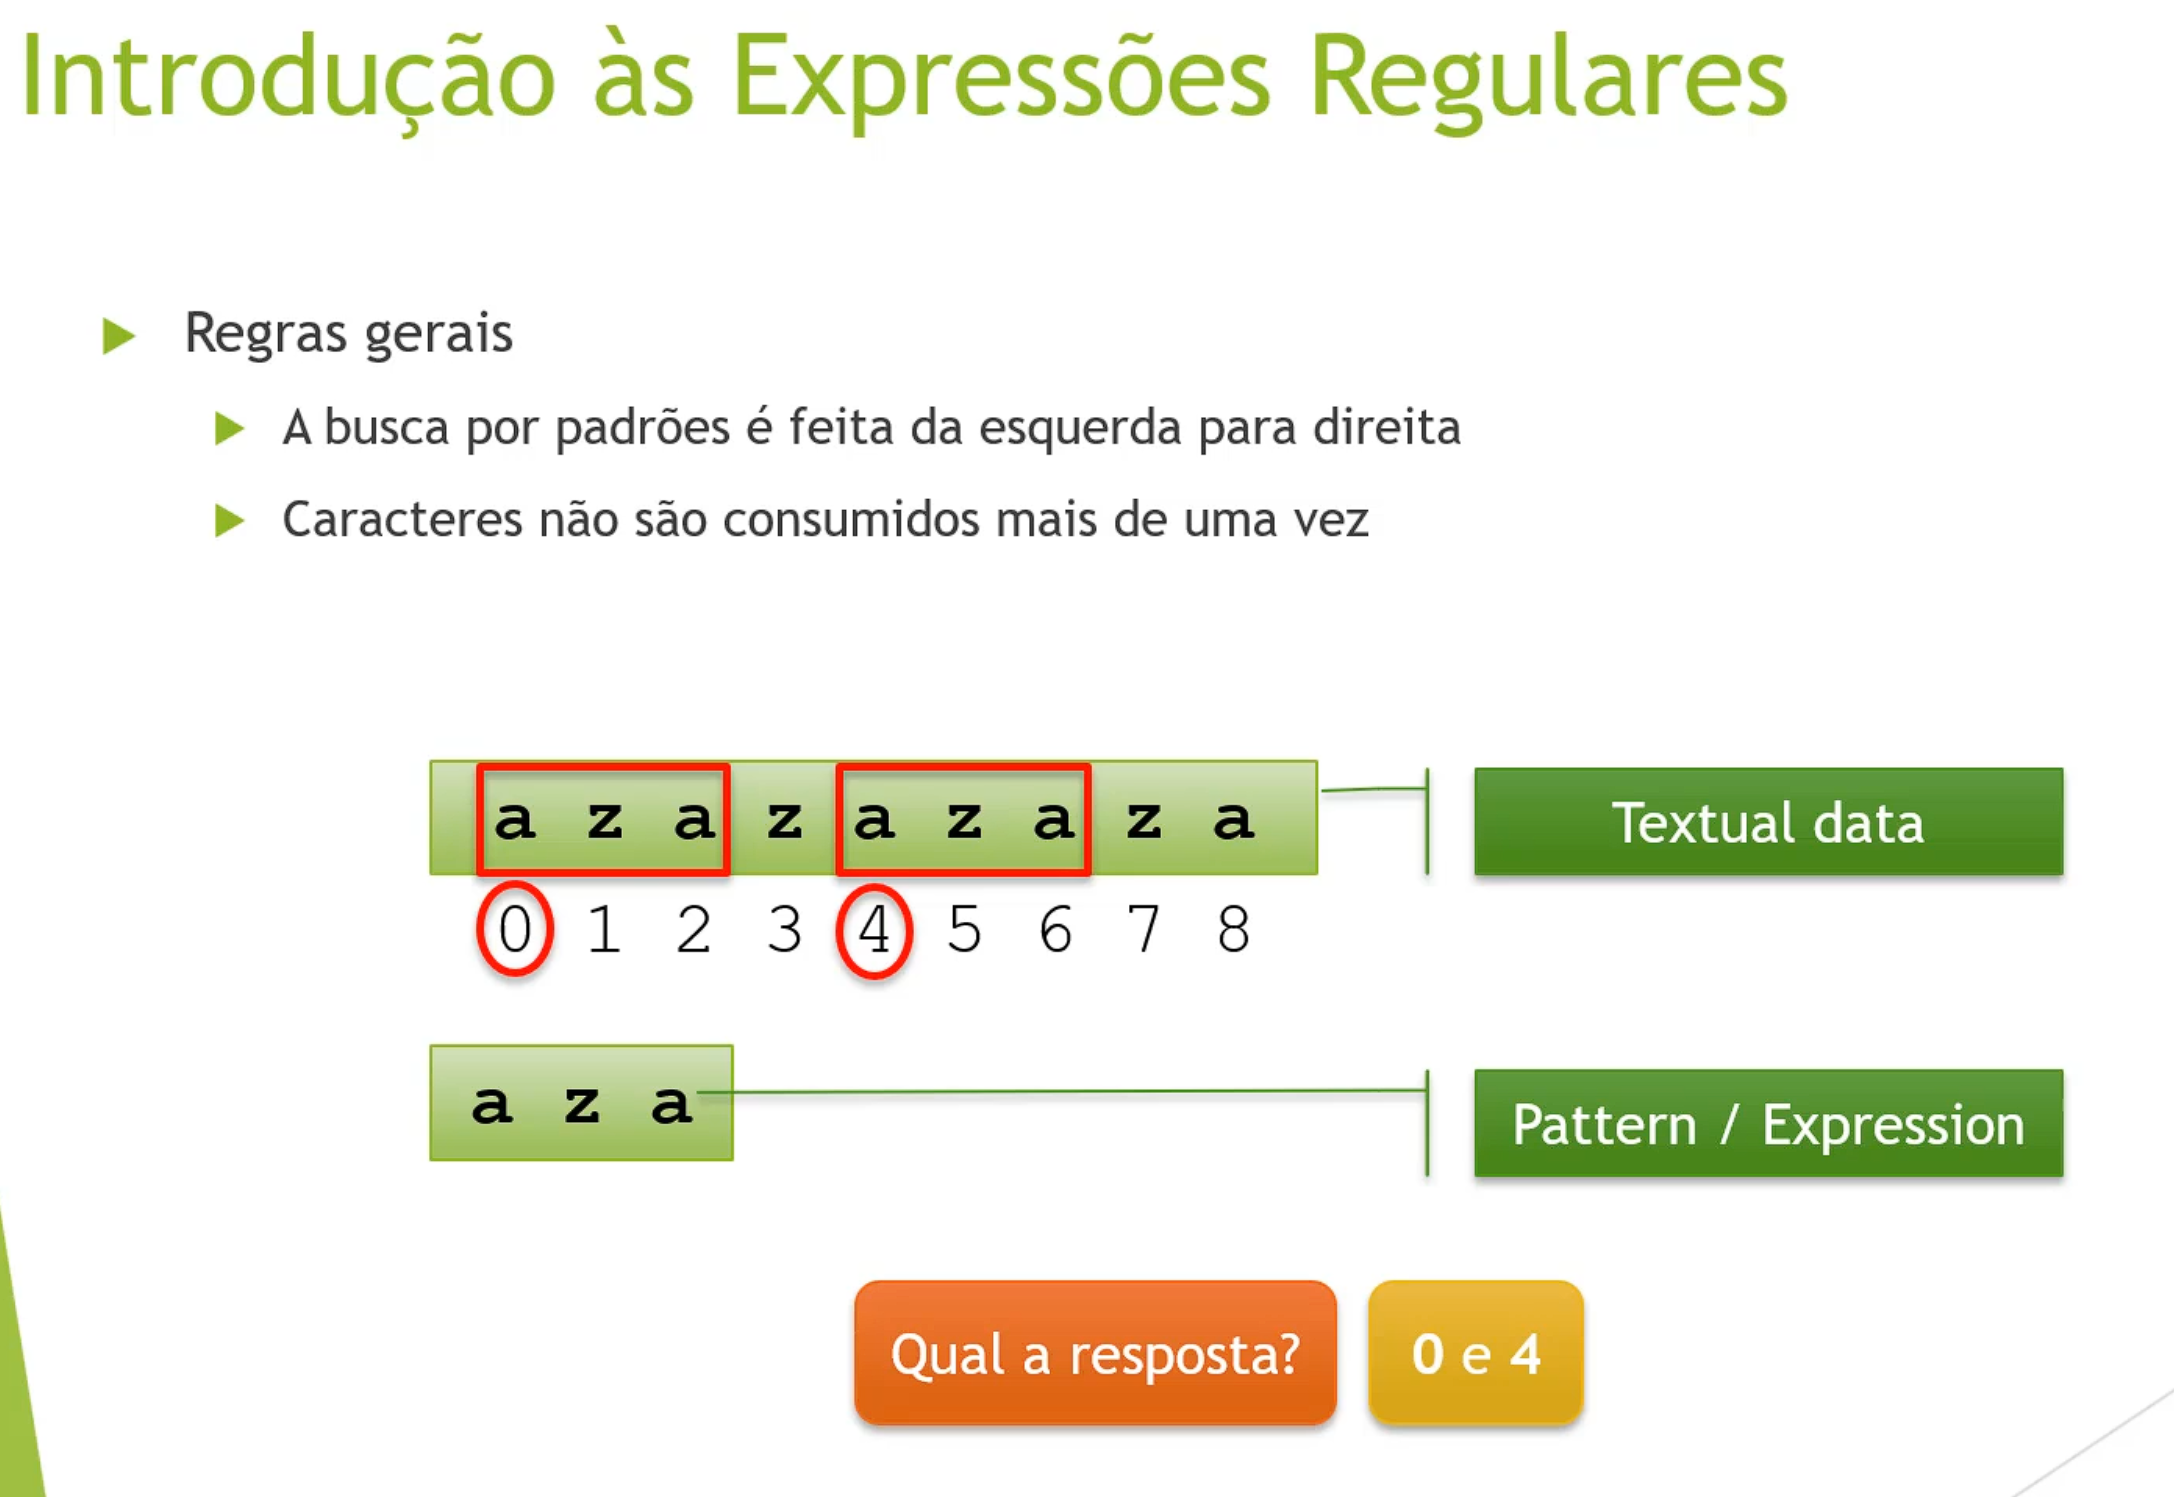 Introdução às Expressões Regulares
Regras gerais
A busca por padrões é feita da esquerda para direita
Caracteres não são consumidos mais de uma vez
a z a z a z a z a
Textual data
0 1 2 3 4 5 6 7 8
a z a
Pattern / Expression
Qual a resposta?
0 e 4